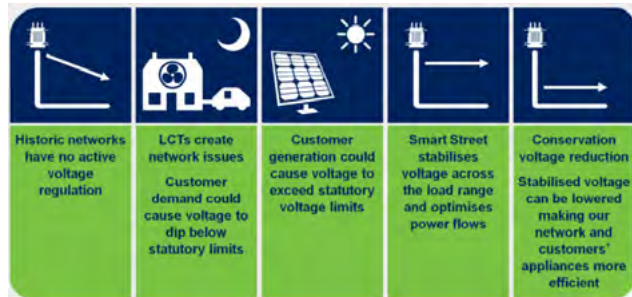 Historic networks
have no active
voltage
regulation
LCTs create
network issues
Customer
demand could
cause voltage to
dip below
statutory limits
Customer
generation could
cause voltage to
exceed statutory
voltage limits
Smart Street
stabilises
voltage across
the load range
and optimises
power flows
Conservation
voltage reduction
Stabilised voltage
can be lowered
making our
network and
customers'
appliances more
efficient